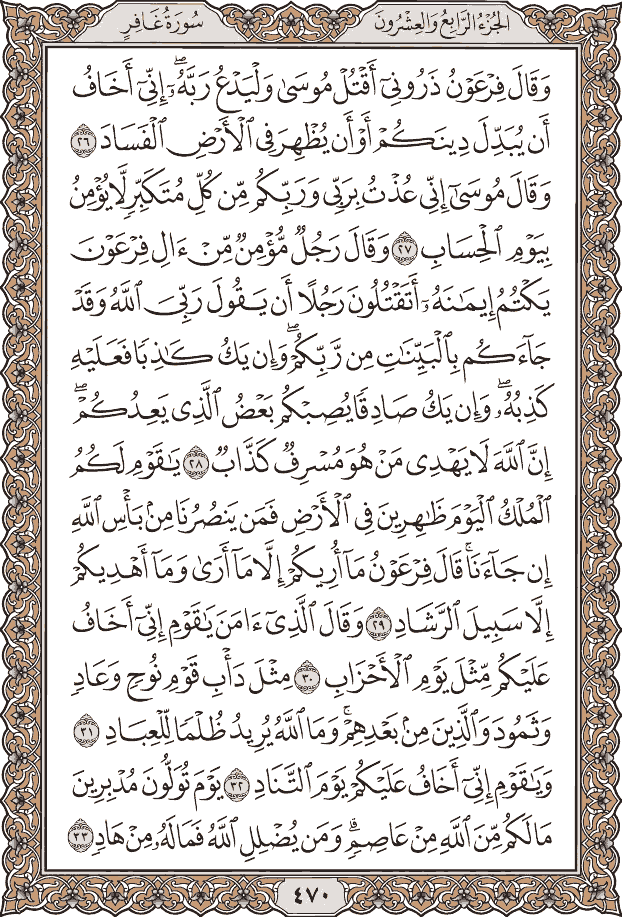 الجُزْءُ الرَّابِعُ وَالعِشْرُونَ
سُورَةُ غَافِرٍ
وَقَالَ فِرْعَوْنُ ذَرُونِىٓ أَقْتُلْ مُوسَىٰ وَلْيَدْعُ رَبَّهُۥٓ ۖ إِنِّىٓ أَخَافُ
أَن يُبَدِّلَ دِينَكُمْ أَوْ أَن يُظْهِرَ فِى ٱلْأَرْضِ ٱلْفَسَادَ ٢٦
وَقَالَ مُوسَىٰٓ إِنِّى عُذْتُ بِرَبِّى وَرَبِّكُم مِّن كُلِّ مُتَكَبِّرٍ لَّا يُؤْمِنُ
بِيَوْمِ ٱلْحِسَابِ ٢٧ وَقَالَ رَجُلٌ مُّؤْمِنٌ مِّنْ ءَالِ فِرْعَوْنَ
يَكْتُمُ إِيمَٰنَهُۥٓ أَتَقْتُلُونَ رَجُلًا أَن يَقُولَ رَبِّىَ ٱللَّهُ وَقَدْ
جَآءَكُم بِٱلْبَيِّنَٰتِ مِن رَّبِّكُمْ ۖ وَإِن يَكُ كَٰذِبًا فَعَلَيْهِ
كَذِبُهُۥ ۖ وَإِن يَكُ صَادِقًا يُصِبْكُم بَعْضُ ٱلَّذِى يَعِدُكُمْ ۖ
إِنَّ ٱللَّهَ لَا يَهْدِى مَنْ هُوَ مُسْرِفٌ كَذَّابٌ ٢٨ يَٰقَوْمِ لَكُمُ
ٱلْمُلْكُ ٱلْيَوْمَ ظَٰهِرِينَ فِى ٱلْأَرْضِ فَمَن يَنصُرُنَا مِنۢ بَأْسِ ٱللَّهِ
إِن جَآءَنَا ۚ قَالَ فِرْعَوْنُ مَآ أُرِيكُمْ إِلَّا مَآ أَرَىٰ وَمَآ أَهْدِيكُمْ
إِلَّا سَبِيلَ ٱلرَّشَادِ ٢٩ وَقَالَ ٱلَّذِىٓ ءَامَنَ يَٰقَوْمِ إِنِّىٓ أَخَافُ
عَلَيْكُم مِّثْلَ يَوْمِ ٱلْأَحْزَابِ ٣٠ مِثْلَ دَأْبِ قَوْمِ نُوحٍ وَعَادٍ
وَثَمُودَ وَٱلَّذِينَ مِنۢ بَعْدِهِمْ ۚ وَمَا ٱللَّهُ يُرِيدُ ظُلْمًا لِّلْعِبَادِ ٣١
وَيَٰقَوْمِ إِنِّىٓ أَخَافُ عَلَيْكُمْ يَوْمَ ٱلتَّنَادِ ٣٢ يَوْمَ تُوَلُّونَ مُدْبِرِينَ
مَا لَكُم مِّنَ ٱللَّهِ مِنْ عَاصِمٍ ۗ وَمَن يُضْلِلِ ٱللَّهُ فَمَا لَهُۥ مِنْ هَادٍ ٣٣
٤٧٠